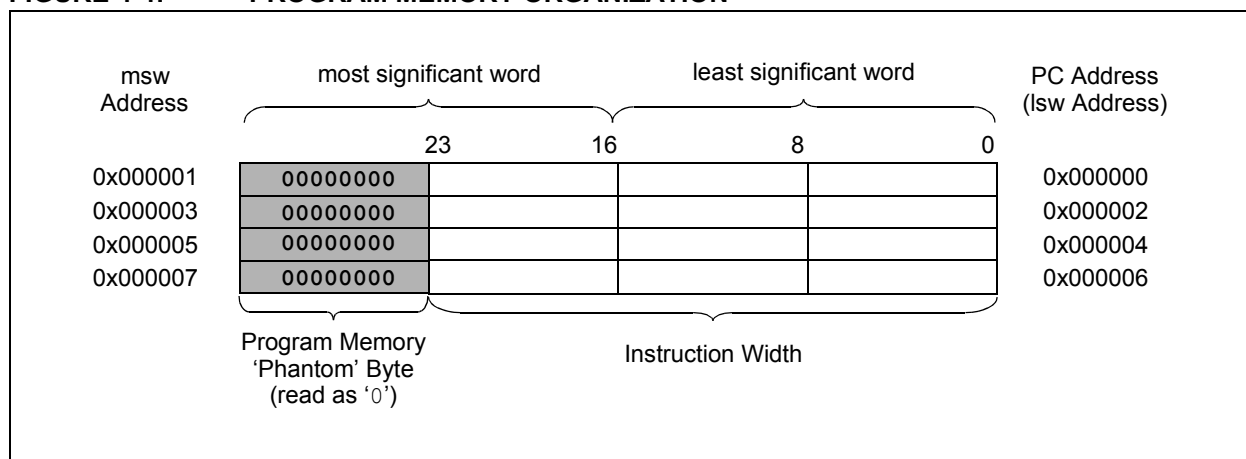 msw
Address
most significant word
least significant word
PC Address
(lsw Address)
23 16 8 0
0x000001 00000000 0x000000
0x000003 00000000 0x000002
0x000005 00000000 0x000004
0x000007 00000000 0x000006
Program Memory
‘Phantom’ Byte
(read as ‘0’)
Instruction Width